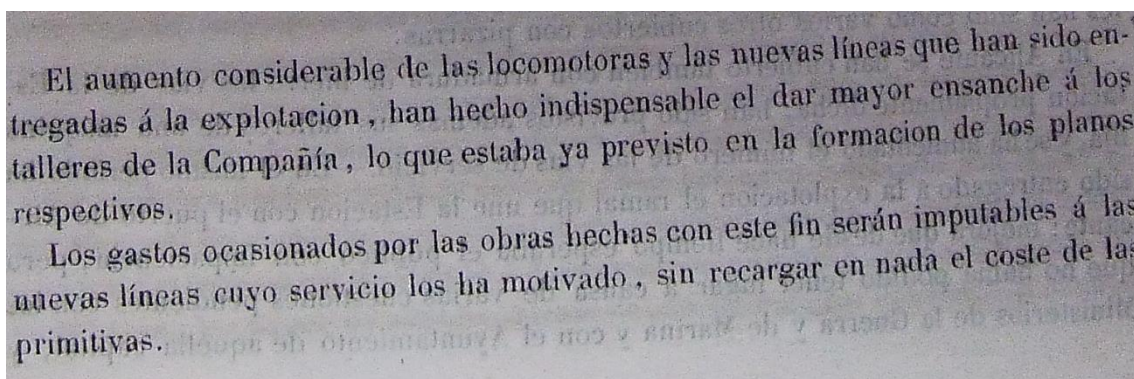 El aumento considerable de las locomotoras y las nuevas líneas que han sido en-
tregadas á la explotacion, han hecho indispensable el dar mayor ensanche á los
talleres de la Compañía, lo que estaba ya previsto en la formacion de los planos
respectivos.
Los gastos ocasionados por las obras hechas con este fin serán imputables á las
nuevas líneas cuyo servicio los ha motivado, sin recargar en nada el coste de las
primitivas.